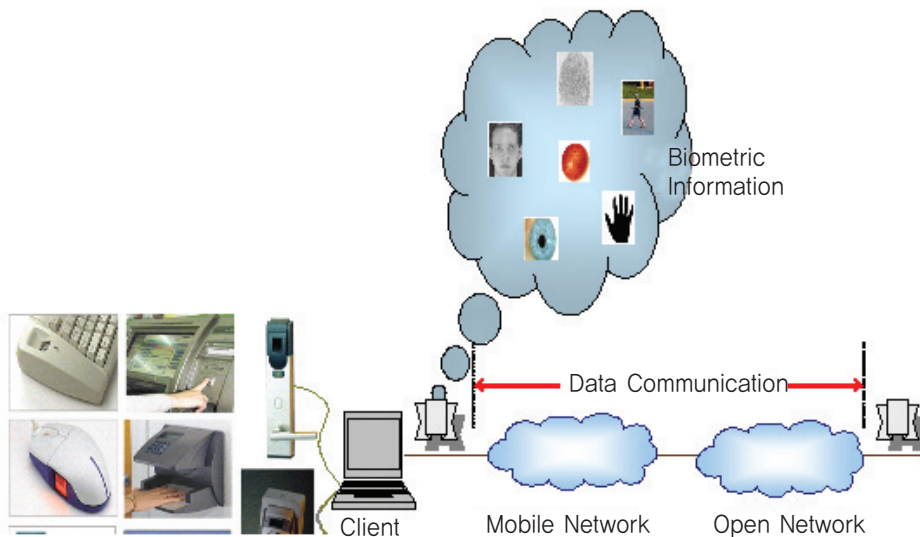 Biometric
Information
Data Communication
Client
Mobile Network
Open Network